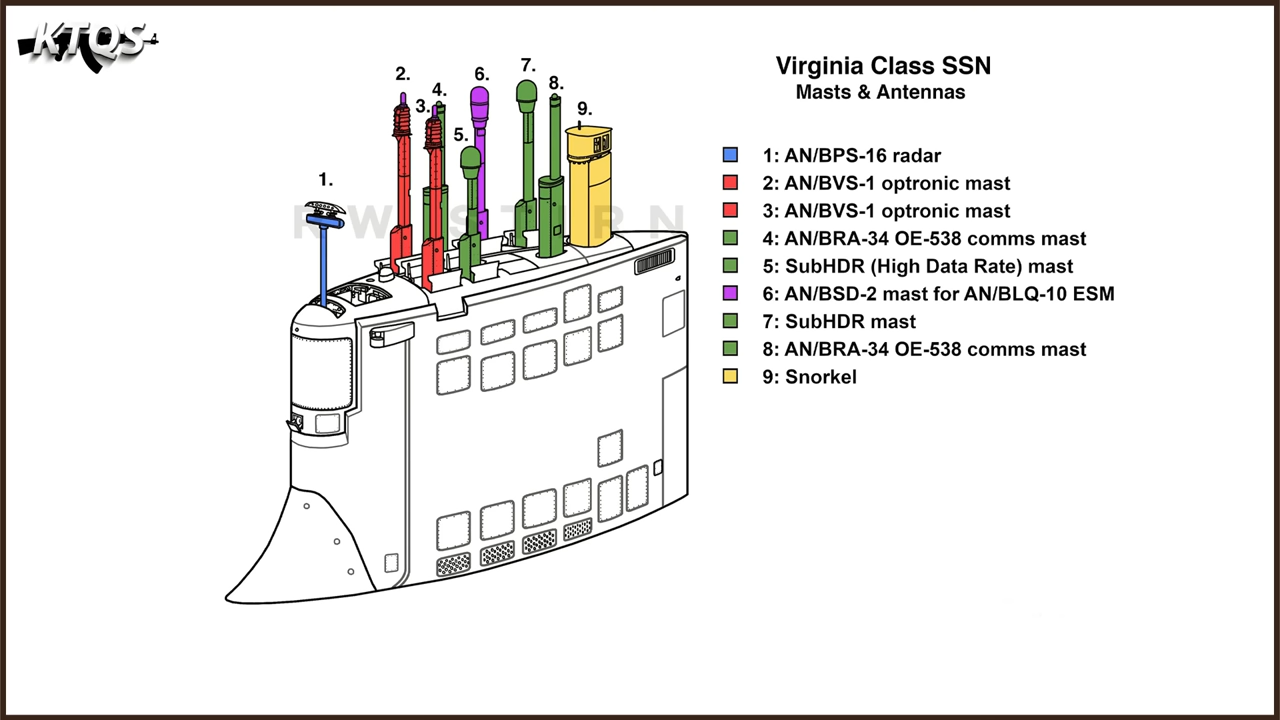 KTQS
Virginia Class SSN
Masts & Antennas
1.
2.
3.
4.
5.
6.
7.
8.
9.
1: AN/BPS-16 radar
2: AN/BVS-1 optronic mast
3: AN/BVS-1 optronic mast
4: AN/BRA-34 OE-538 comms mast
5: SubHDR (High Data Rate) mast
6: AN/BSD-2 mast for AN/BLQ-10 ESM
7: SubHDR mast
8: AN/BRA-34 OE-538 comms mast
9: Snorkel